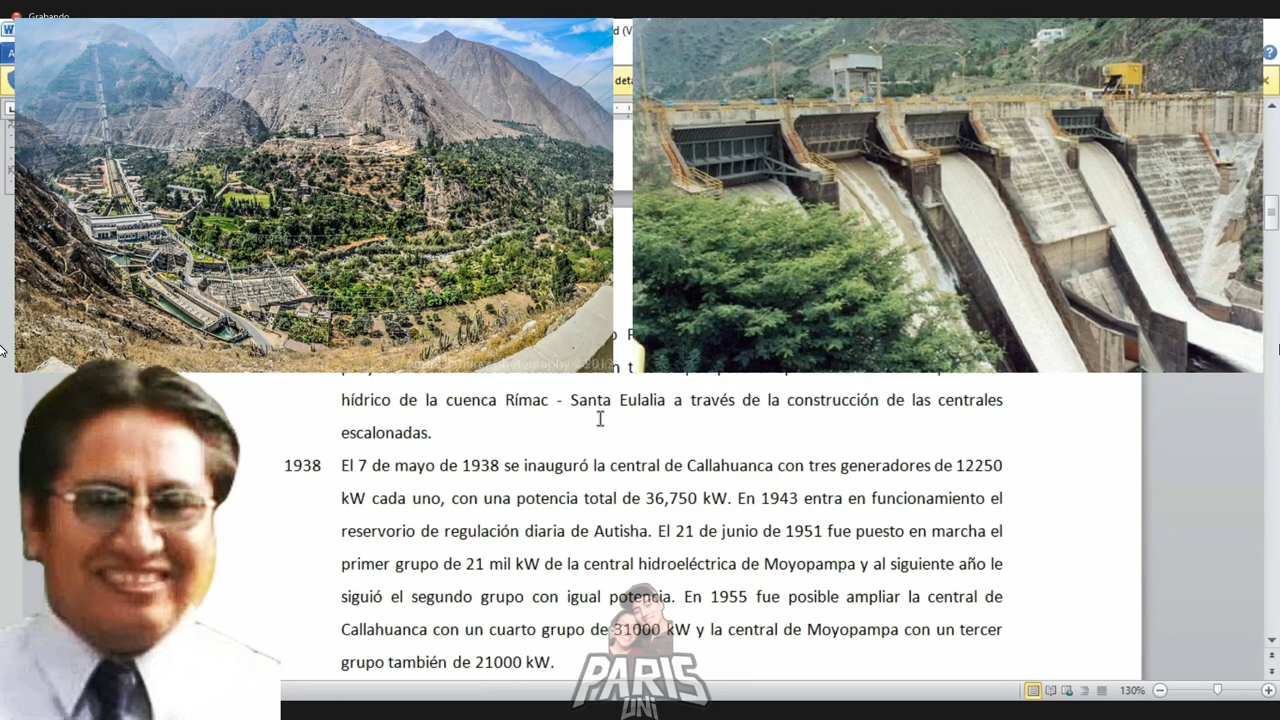 Grabando
hídrico de la cuenca Rímac - Santa Eulalia a través de la construcción de las centrales
escalonadas.
1938 El 7 de mayo de 1938 se inauguró la central de Callahuanca con tres generadores de 12250
kW cada uno, con una potencia total de 36,750 kW. En 1943 entra en funcionamiento el
reservorio de regulación diaria de Autisha. El 21 de junio de 1951 fue puesto en marcha el
primer grupo de 21 mil kW de la central hidroeléctrica de Moyopampa y al siguiente año le
siguió el segundo grupo con igual potencia. En 1955 fue posible ampliar la central de
Callahuanca con un cuarto grupo de 31000 kW y la central de Moyopampa con un tercer
grupo también de 21000 kW.
PARIS
UNi
130%